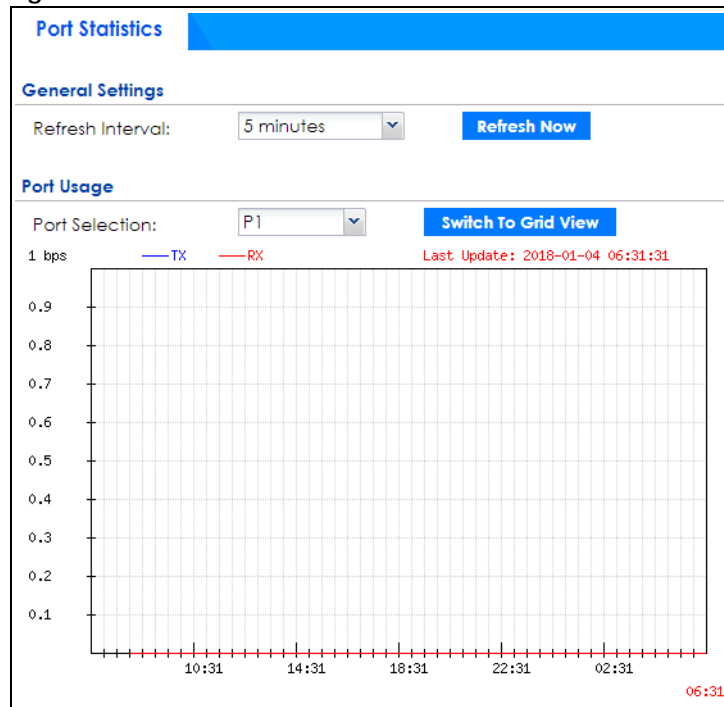 Port Statistics
General Settings
Refresh Interval: 5 minutes Refresh Now
Port Usage
Port Selection: P1 Switch To Grid View
1 bps TX RX Last Update: 2018-01-04 06:31:31
0.9
0.8
0.7
0.6
0.5
0.4
0.3
0.2
0.1
10:31 14:31 18:31 22:31 02:31
06:31